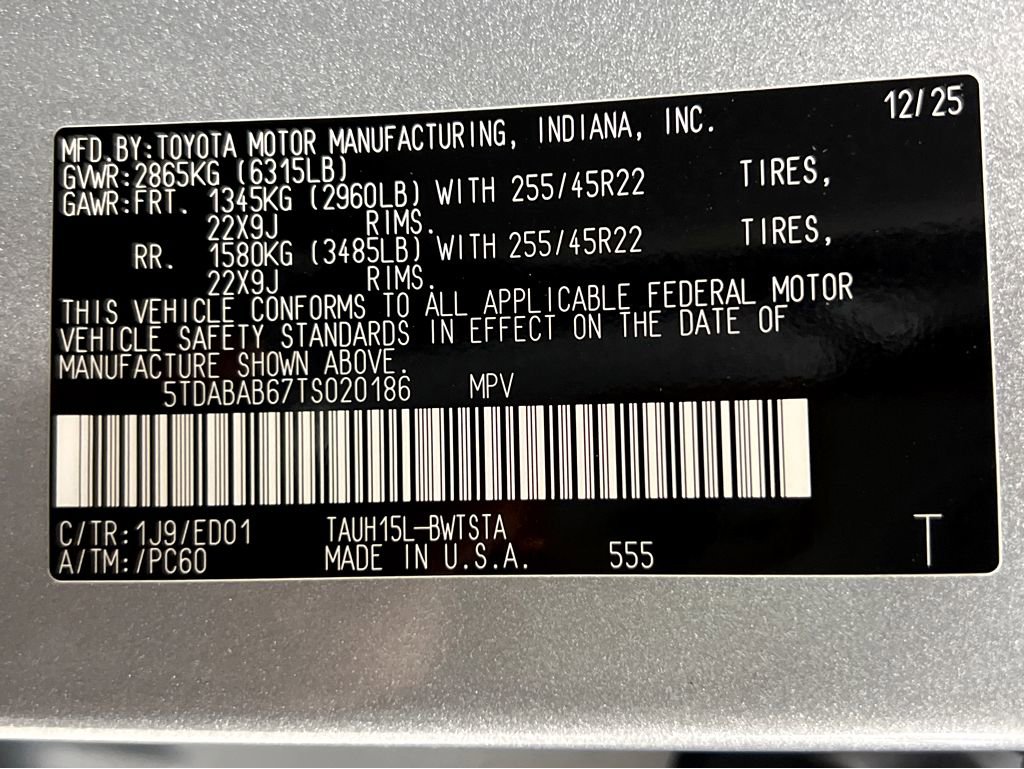 12/25
MFD.BY:TOYOTA MOTOR MANUFACTURING, INDIANA, INC.
GVWR:2865KG (6315LB)
GAWR:FRT. 1345KG (2960LB) WITH 255/45R22 TIRES,
22X9J RIMS.
RR. 1580KG (3485LB) WITH 255/45R22 TIRES,
22X9J RIMS.
THIS VEHICLE CONFORMS TO ALL APPLICABLE FEDERAL MOTOR
VEHICLE SAFETY STANDARDS IN EFFECT ON THE DATE OF
MANUFACTURE SHOWN ABOVE.
5TDABAB67TS020186 MPV
C/TR:1J9/ED01 TAUH15L-BWTSTA
A/TM:/PC60 MADE IN U.S.A. 555 T